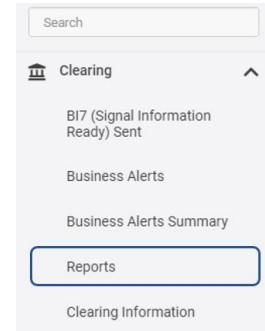 Search
Clearing
BI7 (Signal Information
Ready) Sent
Business Alerts
Business Alerts Summary
Reports
Clearing Information